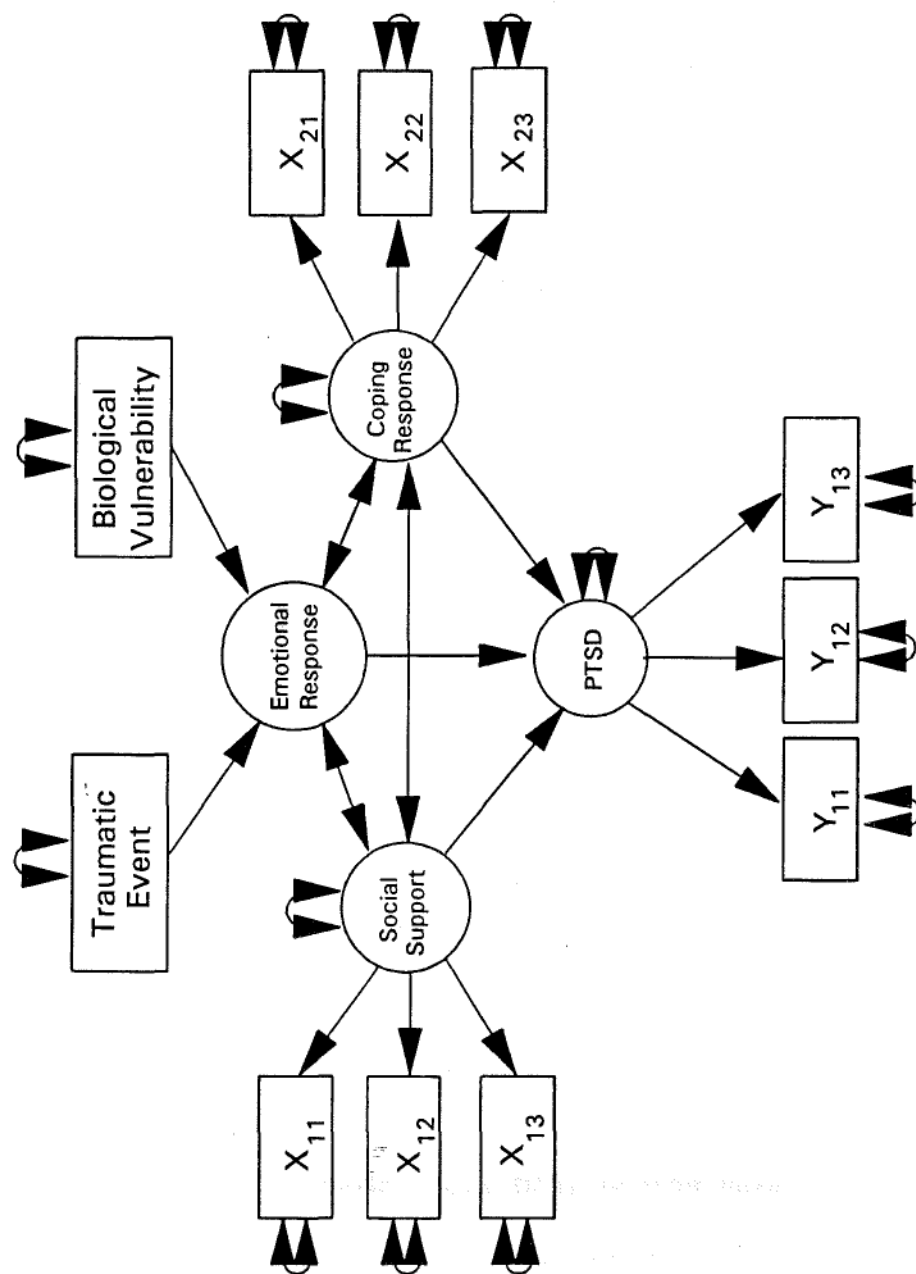 Traumatic
Event
Biological
Vulnerability
Emotional
Response
Social
Support
Coping
Response
PTSD
X11
X12
X13
X21
X22
X23
Y11
Y12
Y13